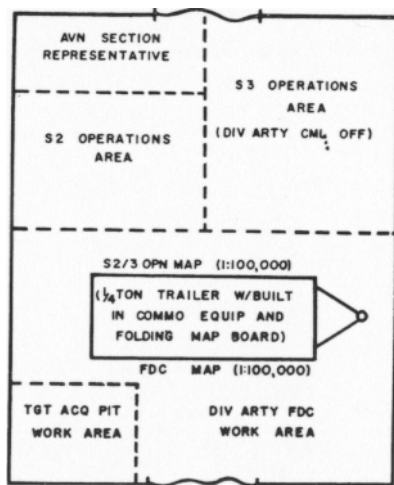 AVN SECTION
REPRESENTATIVE
S3 OPERATIONS
AREA
(DIV ARTY CML OFF)
S2 OPERATIONS
AREA
S2/3 OPN MAP (1:100,000)
(¼ TON TRAILER W/BUILT
IN COMMO EQUIP AND
FOLDING MAP BOARD)
FDC MAP (1:100,000)
TGT ACQ PIT
WORK AREA
DIV ARTY FDC
WORK AREA